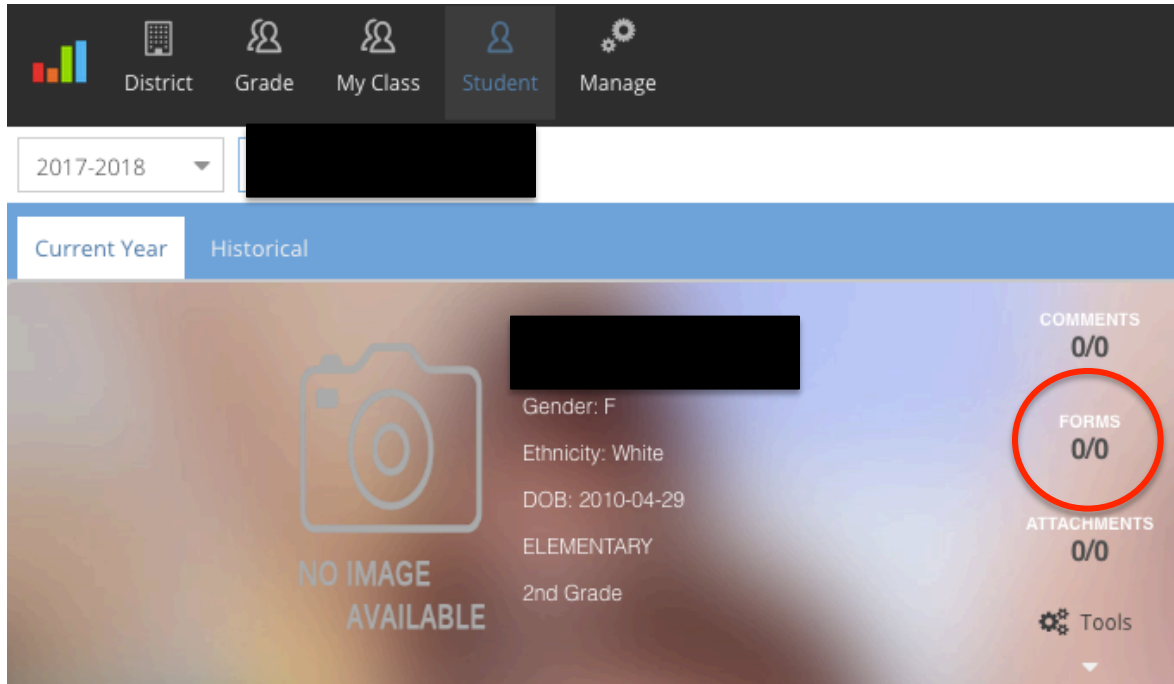 District Grade My Class Student Manage
2017-2018
Current Year Historical
COMMENTS
0/0
Gender: F
FORMS
0/0
Ethnicity: White
DOB: 2010-04-29
ATTACHMENTS
0/0
ELEMENTARY
2nd Grade
NO IMAGE
AVAILABLE
Tools